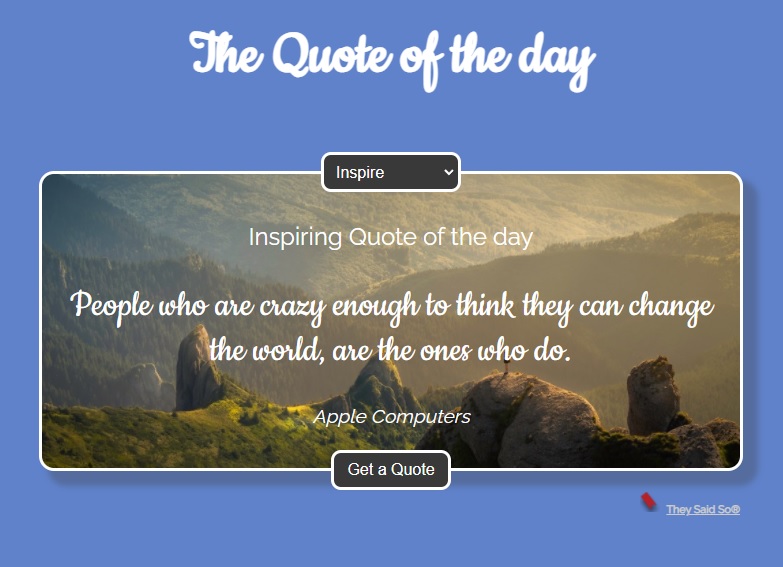 The Quote of the day
Inspire
Inspiring Quote of the day
People who are crazy enough to think they can change
the world, are the ones who do.
Apple Computers
Get a Quote
They Said So®